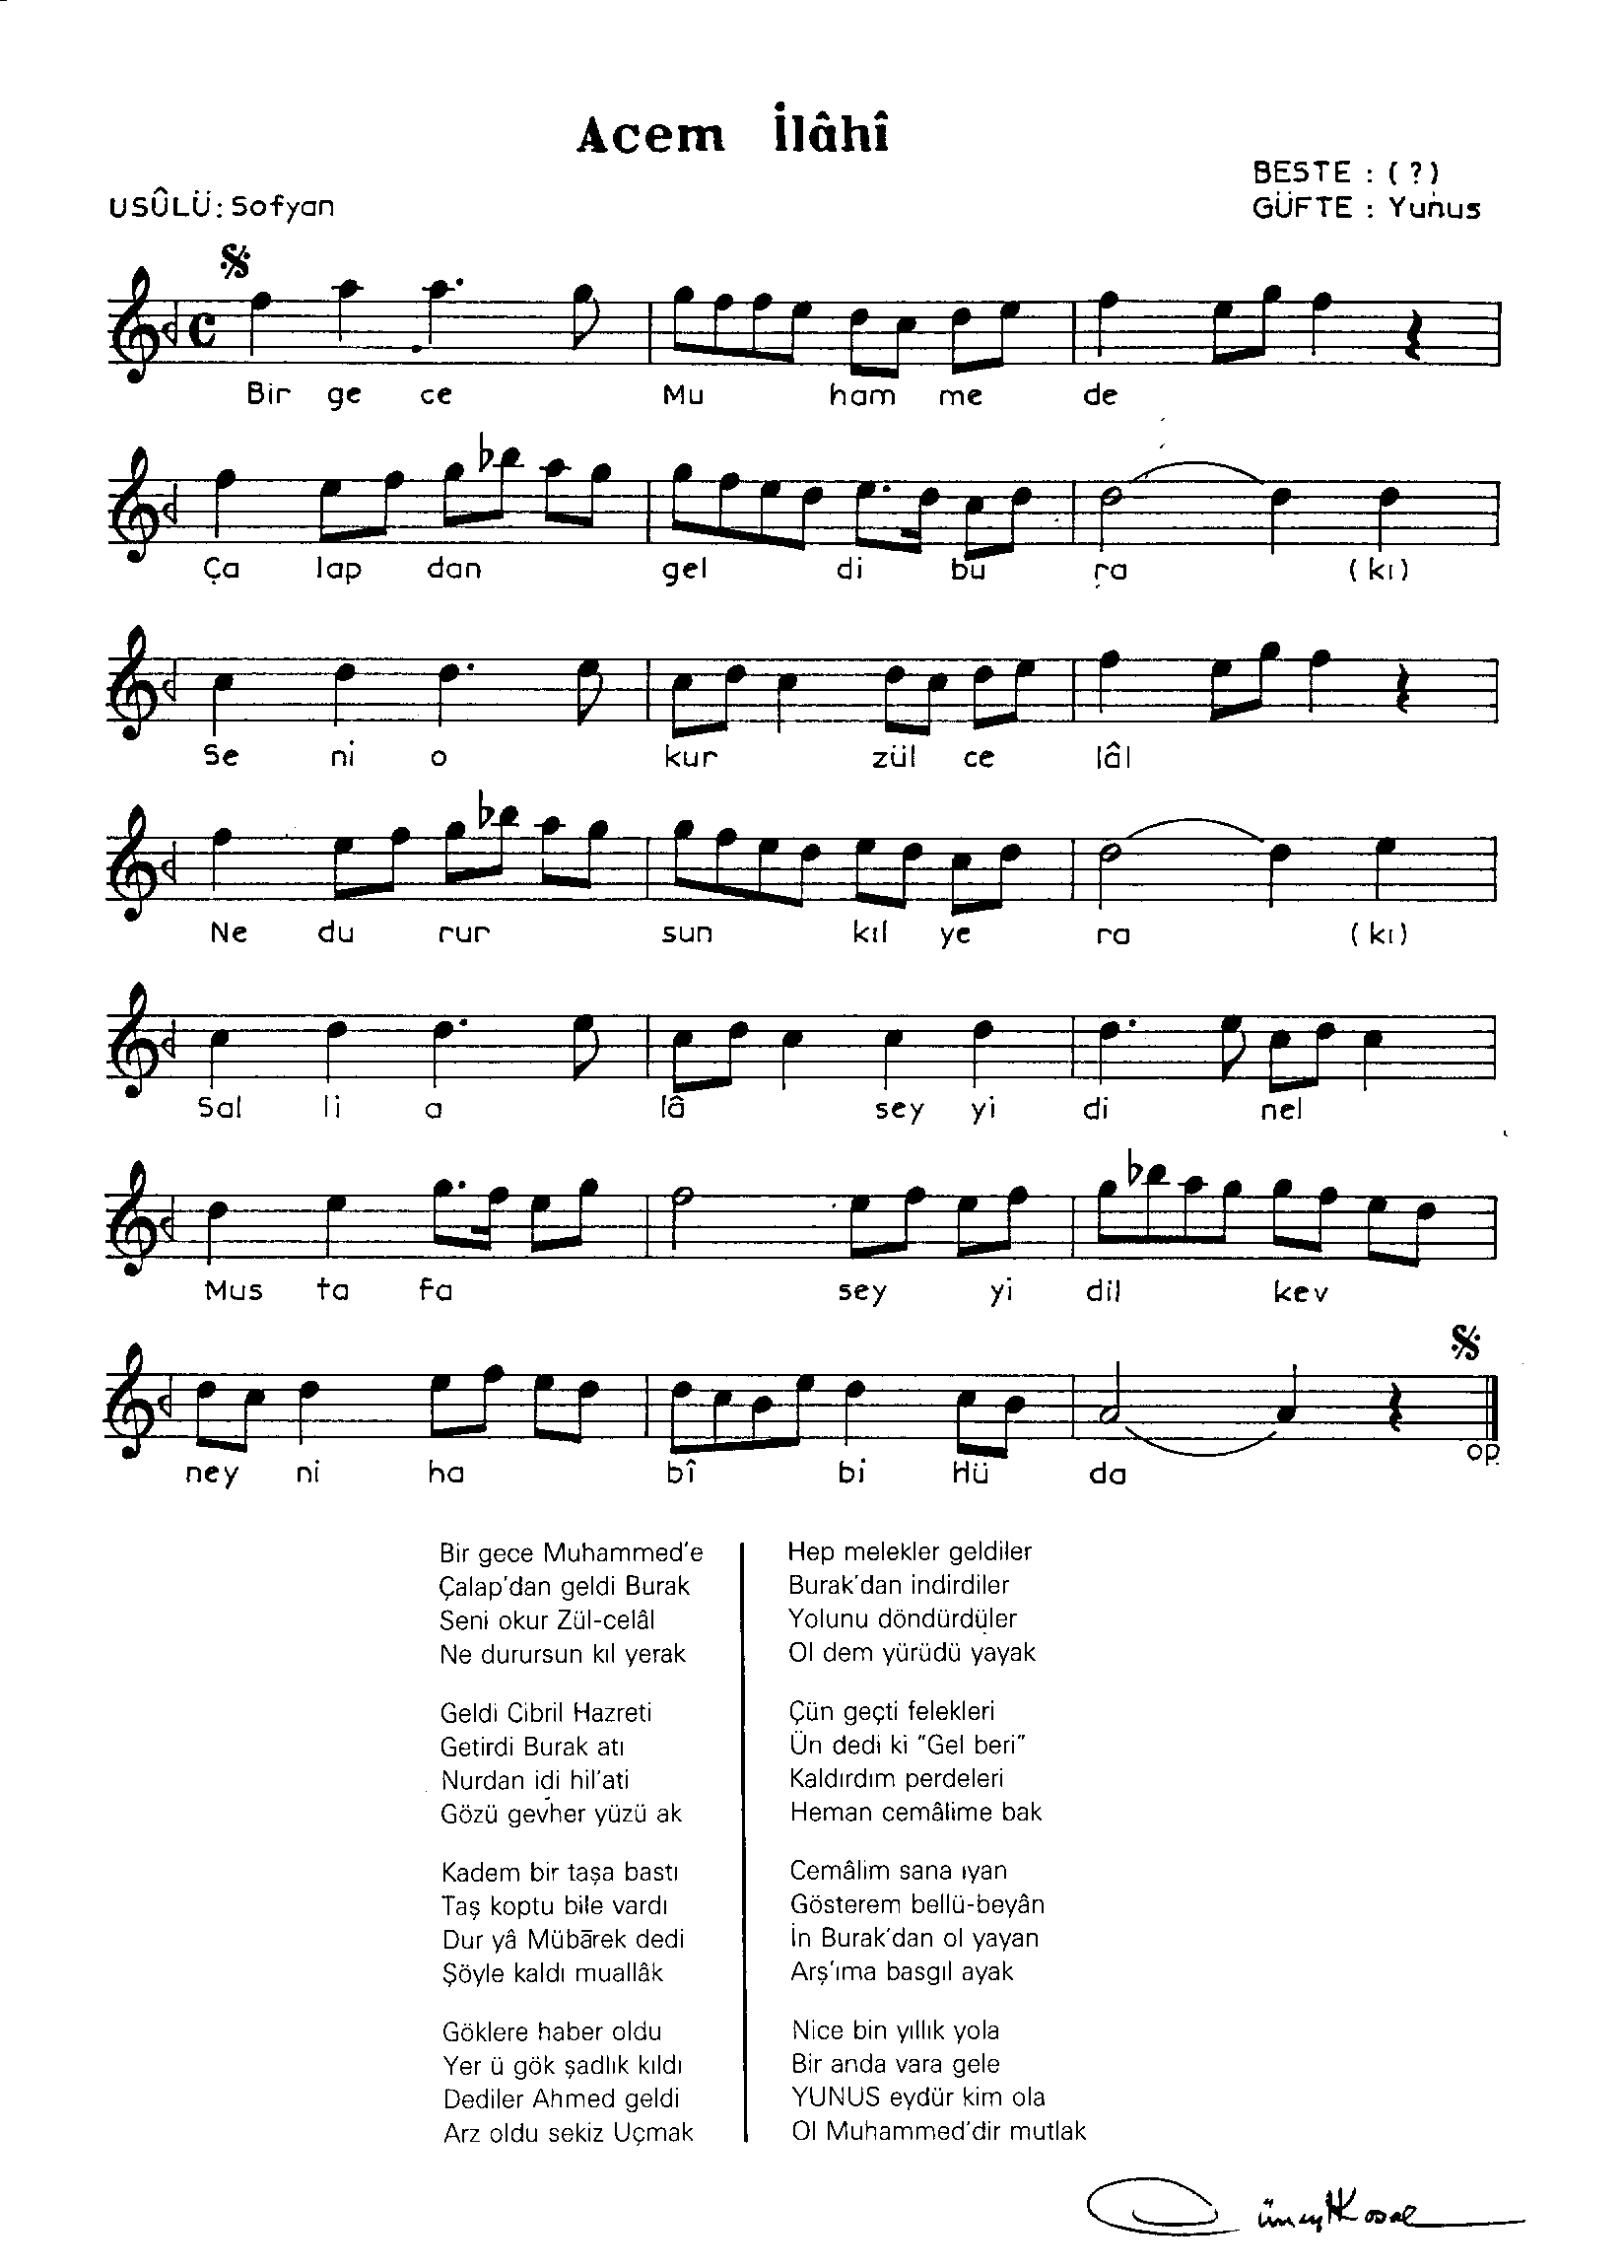 Acem İlâhî
BESTE : (?)
USÛLÜ: Sofyan
GÜFTE : Yunus
Bir ge ce Mu ham me de
Ça lap dan gel di bu ra (kı)
Se ni o kur zül ce lâl
Ne du rur sun kıl ye ra (kı)
Sal li a lâ sey yi di nel
Mus ta fa sey yi dil kev
ney ni ha bî bi Hü da
Bir gece Muhammed'e
Çalap'dan geldi Burak
Seni okur Zül-celâl
Ne durursun kıl yerak
Geldi Cibril Hazreti
Getirdi Burak atı
Nurdan idi hil'ati
Gözü gevher yüzü ak
Kadem bir taşa bastı
Taş koptu bile vardı
Dur yâ Mübārek dedi
Şöyle kaldı muallâk
Göklere haber oldu
Yer ü gök şadlık kıldı
Dediler Ahmed geldi
Arz oldu sekiz Uçmak
Hep melekler geldiler
Burak'dan indirdiler
Yolunu döndürdüler
Ol dem yürüdü yayak
Çün geçti felekleri
Ün dedi ki "Gel beri"
Kaldırdım perdeleri
Heman cemâlime bak
Cemâlim sana ıyan
Gösterem bellü-beyân
İn Burak'dan ol yayan
Arş'ıma basgıl ayak
Nice bin yıllık yola
Bir anda vara gele
YUNUS eydür kim ola
Ol Muhammed'dir mutlak